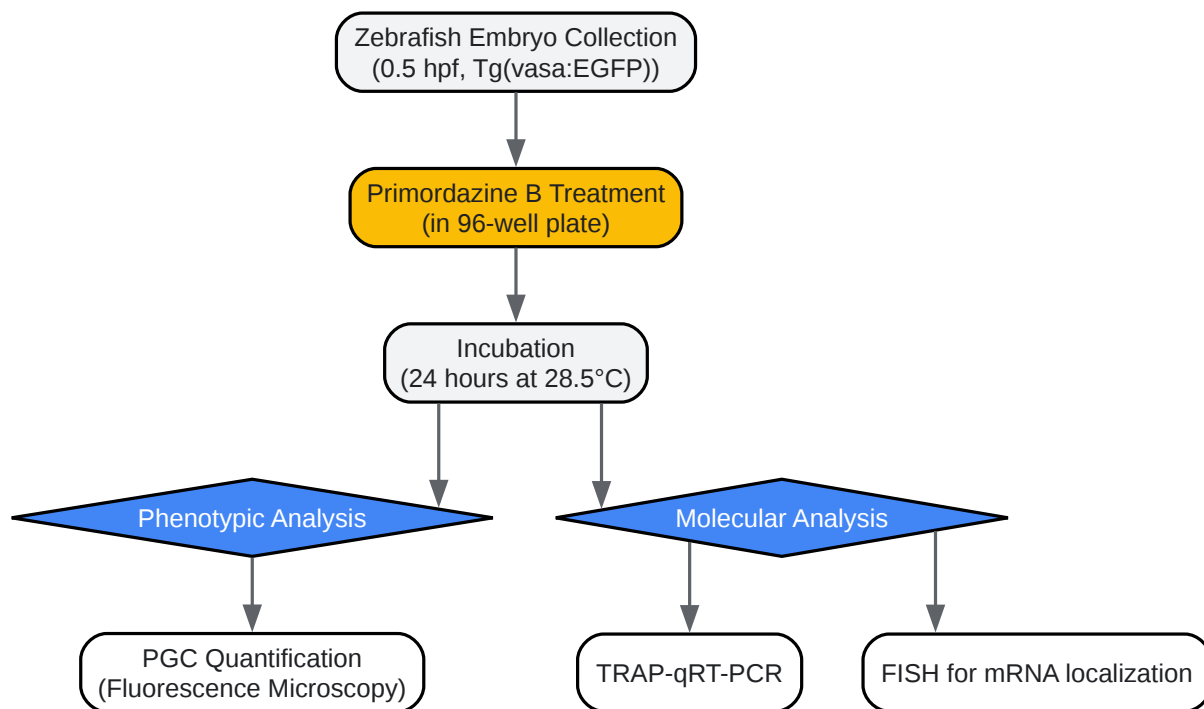 Zebrafish Embryo Collection
(0.5 hpf, Tg(vasa:EGFP))
Primordazine B Treatment
(in 96-well plate)
Incubation
(24 hours at 28.5°C)
Phenotypic Analysis
Molecular Analysis
PGC Quantification
(Fluorescence Microscopy)
TRAP-qRT-PCR
FISH for mRNA localization